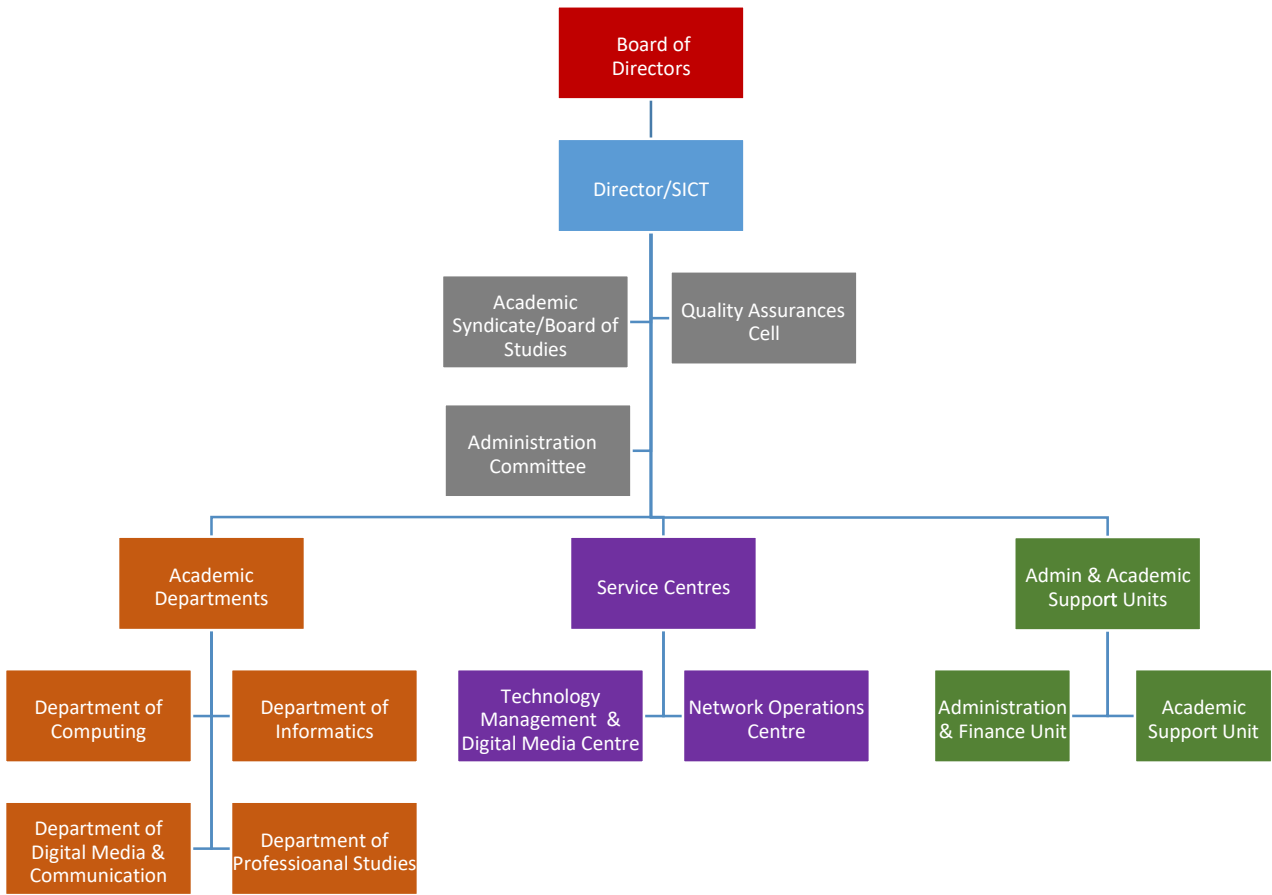 Board of
Directors
Director/SICT
Academic
Syndicate/Board of
Studies
Quality Assurances
Cell
Administration
Committee
Academic
Departments
Service Centres
Admin & Academic
Support Units
Department of
Computing
Department of
Informatics
Technology
Management  &
Digital Media Centre
Network Operations
Centre
Administration
& Finance Unit
Academic
Support Unit
Department of
Digital Media &
Communication
Department of
Professioanal Studies